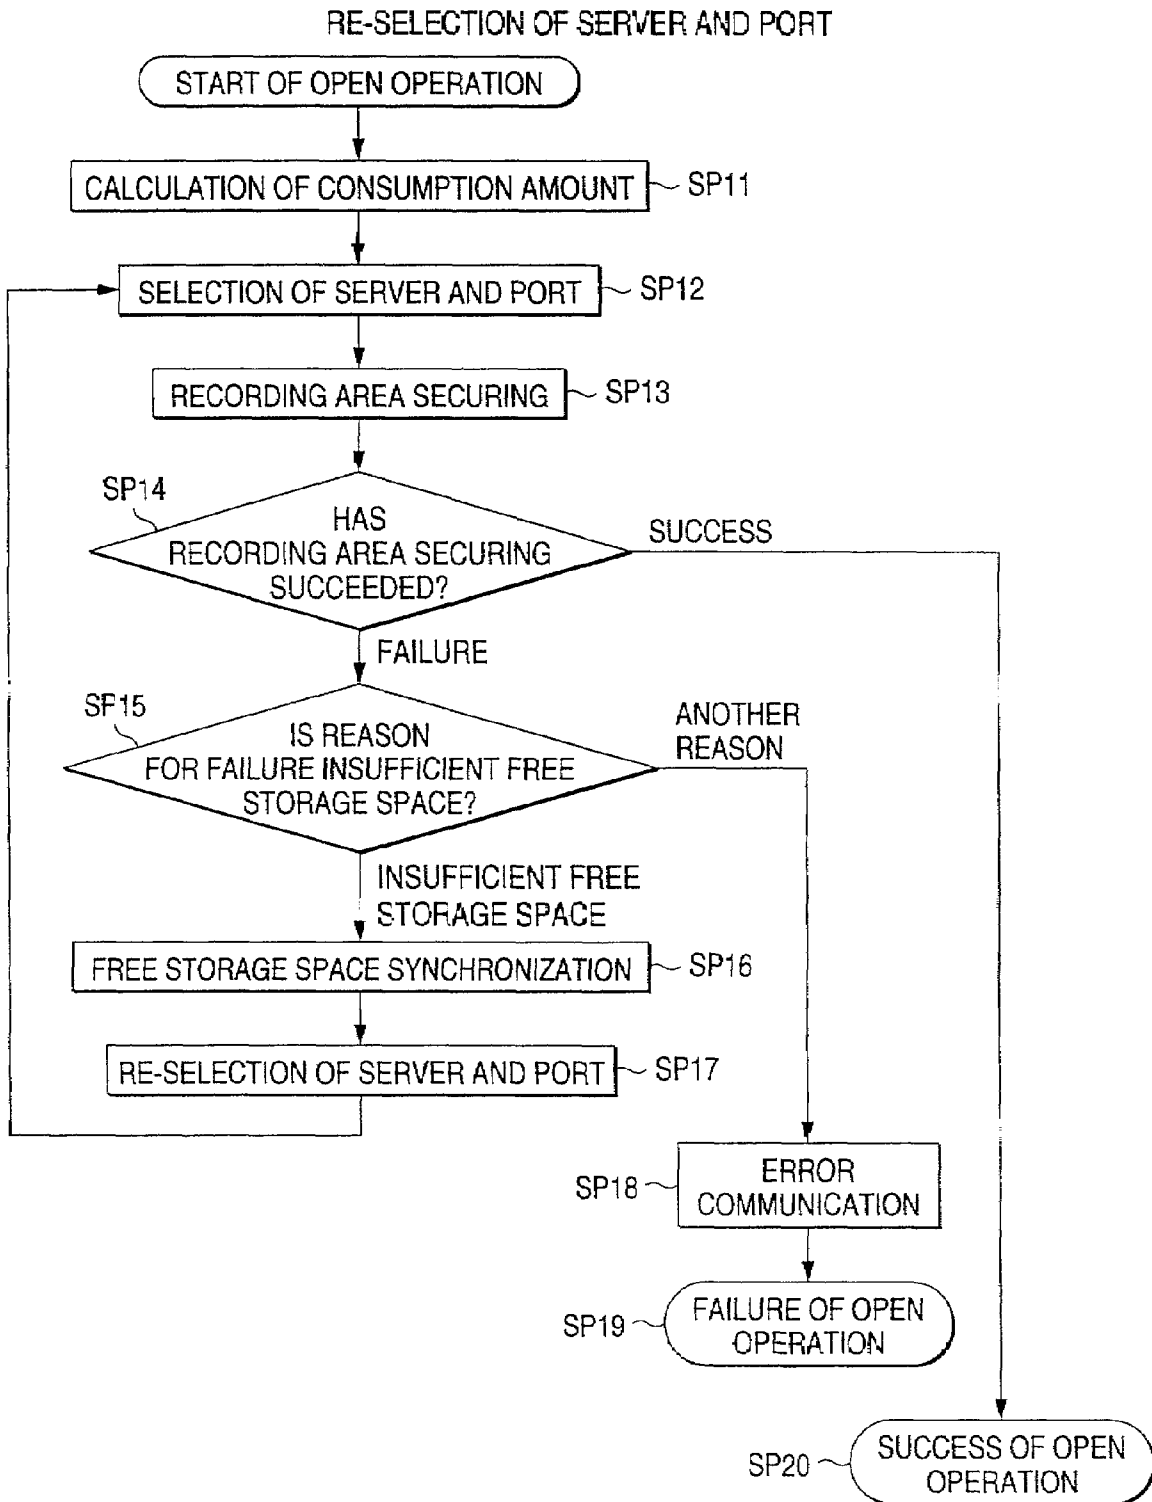 RE-SELECTION OF SERVER AND PORT
START OF OPEN OPERATION
CALCULATION OF CONSUMPTION AMOUNT
SP11
SELECTION OF SERVER AND PORT
SP12
RECORDING AREA SECURING
SP13
SP14
HAS
RECORDING AREA SECURING
SUCCEEDED?
SUCCESS
FAILURE
SP15
IS REASON
FOR FAILURE INSUFFICIENT FREE
STORAGE SPACE?
ANOTHER
REASON
INSUFFICIENT FREE
STORAGE SPACE
FREE STORAGE SPACE SYNCHRONIZATION
SP16
RE-SELECTION OF SERVER AND PORT
SP17
SP18
ERROR
COMMUNICATION
SP19
FAILURE OF OPEN
OPERATION
SP20
SUCCESS OF OPEN
OPERATION